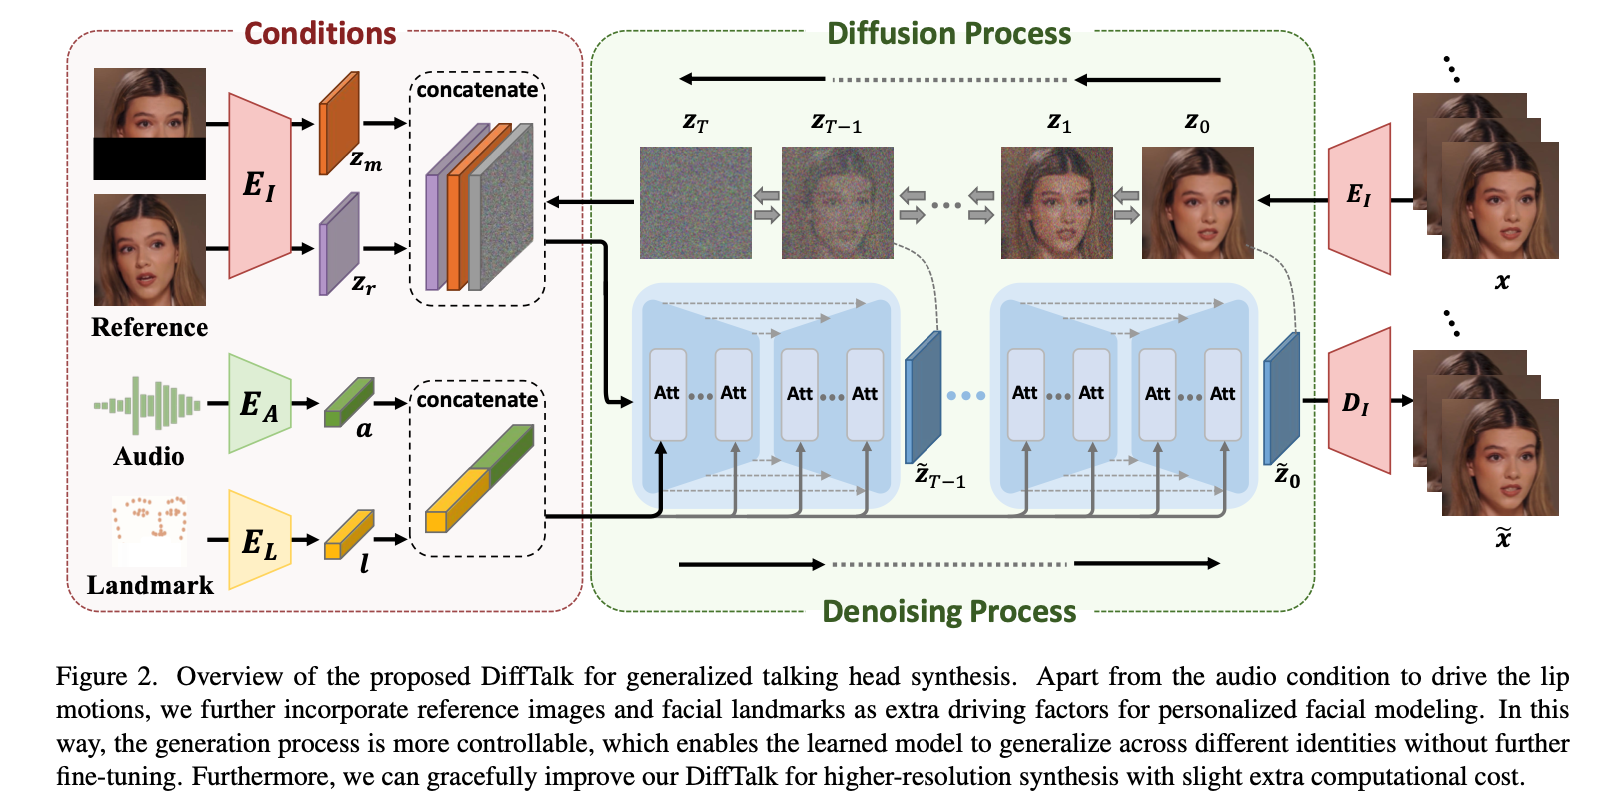 Conditions
Diffusion Process
concatenate
z_T
z_{T-1}
z_1
z_0
E_I
z_m
z_r
Reference
E_I
x
Audio
E_A
a
concatenate
Att Att Att Att
z̃_{T-1}
Att Att Att Att
z̃_0
D_I
x̃
Landmark
E_L
l
Denoising Process
Figure 2. Overview of the proposed DiffTalk for generalized talking head synthesis. Apart from the audio condition to drive the lip
motions, we further incorporate reference images and facial landmarks as extra driving factors for personalized facial modeling. In this
way, the generation process is more controllable, which enables the learned model to generalize across different identities without further
fine-tuning. Furthermore, we can gracefully improve our DiffTalk for higher-resolution synthesis with slight extra computational cost.